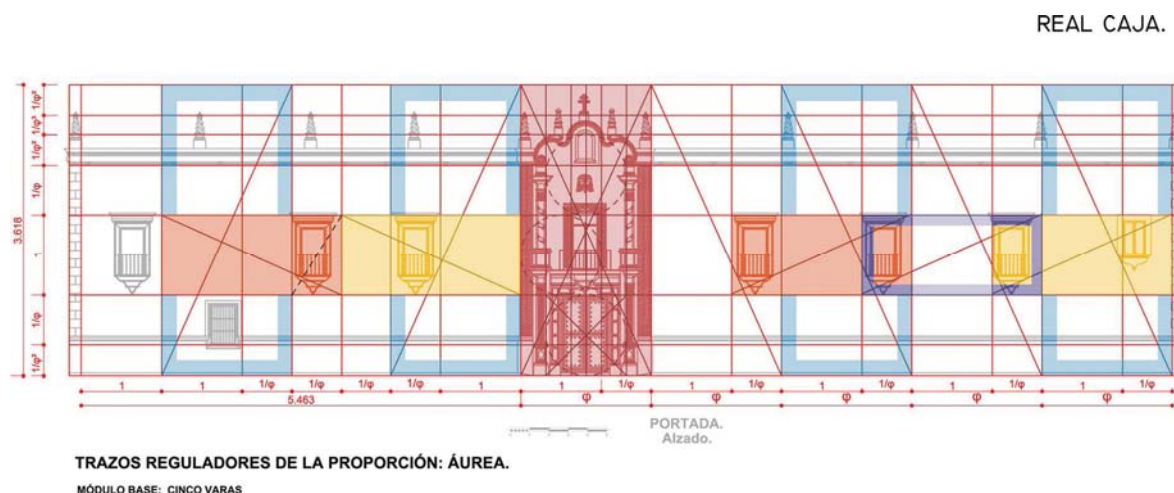 REAL CAJA.
1/φ²
1/φ³
1/φ²
1/φ
1
1/φ
1/φ²
3.618
1 1 1/φ 1/φ 1/φ 1/φ 1 1 1/φ 1 1/φ 1 1/φ 1 1/φ 1 1/φ
5.463 φ φ φ φ φ
PORTADA.
Alzado.
TRAZOS REGULADORES DE LA PROPORCIÓN: ÁUREA.
MÓDULO BASE: CINCO VARAS